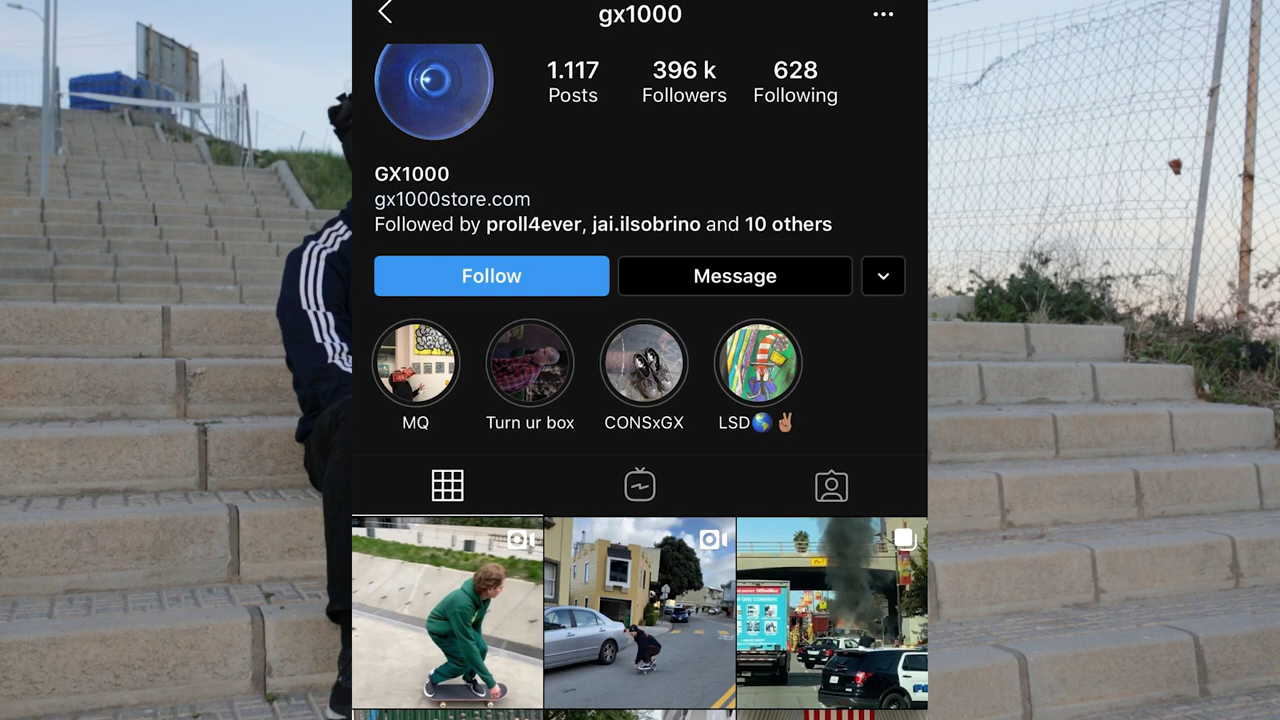 gx1000
1.117 396 k 628
Posts Followers Following
GX1000
gx1000store.com
Followed by proll4ever, jai.ilsobrino and 10 others
Follow Message
MQ Turn ur box CONSxGX LSD🌎✌🏽